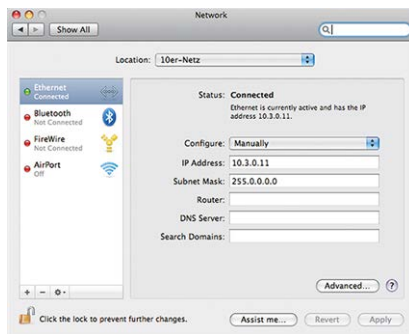 Network
Show All
Location: 10er-Netz
Ethernet
Connected
Bluetooth
Not Connected
FireWire
Not Connected
AirPort
Off
Status: Connected
Ethernet is currently active and has the IP
address 10.3.0.11.
Configure: Manually
IP Address: 10.3.0.11
Subnet Mask: 255.0.0.0
Router:
DNS Server:
Search Domains:
Advanced... ?
+ −
Click the lock to prevent further changes.
Assist me... Revert Apply